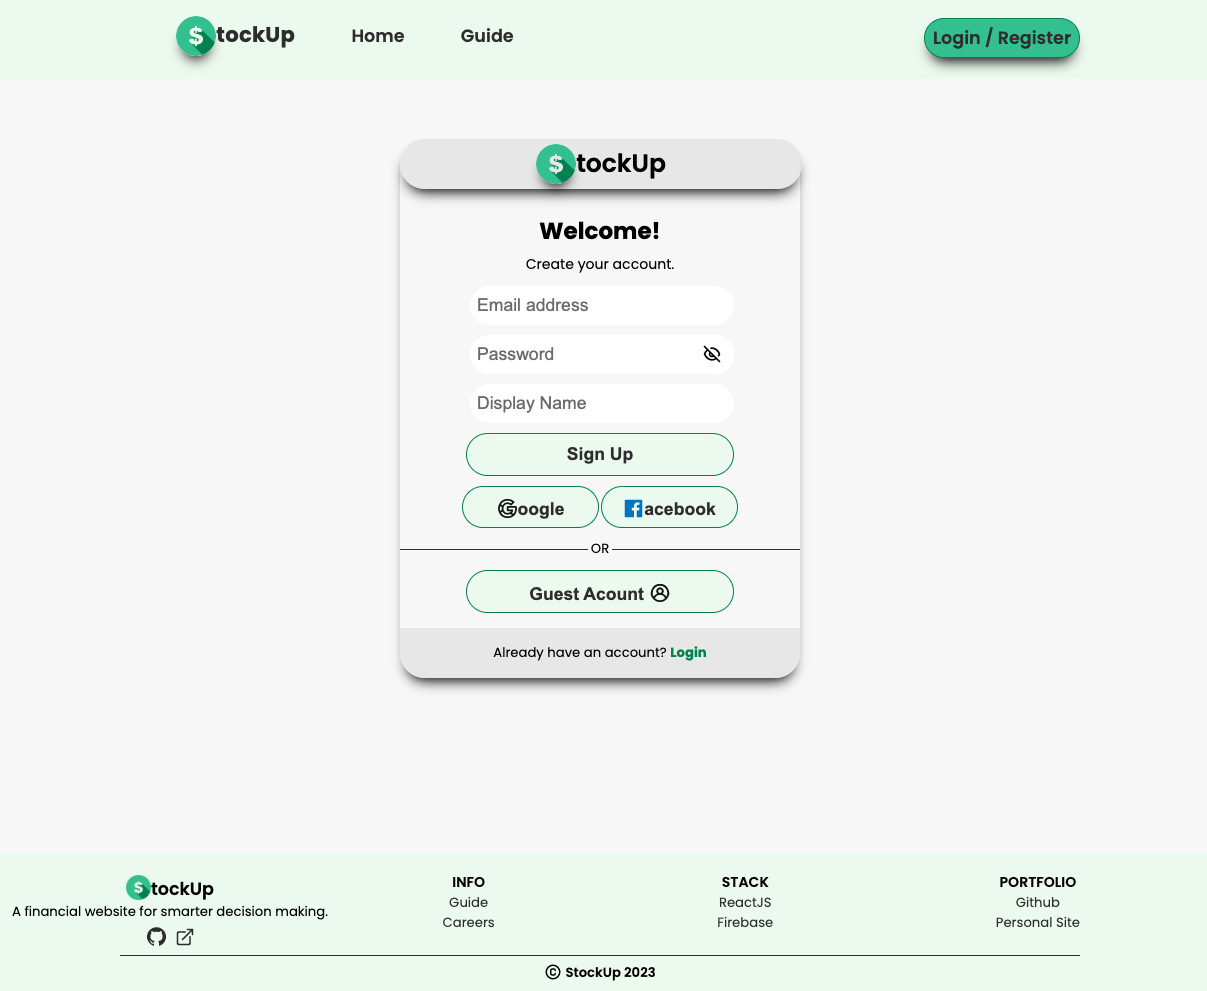 $tockUp Home Guide Login / Register
$tockUp
Welcome!
Create your account.
Email address
Password
Display Name
Sign Up
Google facebook
OR
Guest Acount
Already have an account? Login
$tockUp
A financial website for smarter decision making.
INFO
Guide
Careers
STACK
ReactJS
Firebase
PORTFOLIO
Github
Personal Site
© StockUp 2023